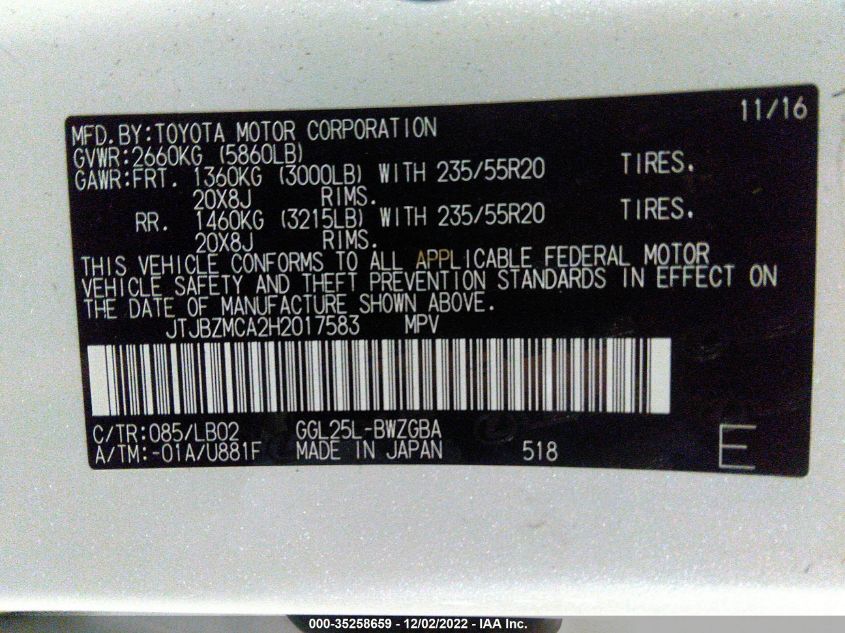 11/16
MFD.BY:TOYOTA MOTOR CORPORATION
GVWR:2660KG (5860LB)
GAWR:FRT. 1360KG (3000LB) WITH 235/55R20 TIRES.
20X8J RIMS.
RR. 1460KG (3215LB) WITH 235/55R20 TIRES.
20X8J RIMS.
THIS VEHICLE CONFORMS TO ALL APPLICABLE FEDERAL MOTOR
VEHICLE SAFETY AND THEFT PREVENTION STANDARDS IN EFFECT ON
THE DATE OF MANUFACTURE SHOWN ABOVE.
JTJBZMCA2H2017583 MPV
C/TR:085/LB02 GGL25L-BWZGBA
A/TM:-01A/U881F MADE IN JAPAN 518 E
000-35258659 - 12/02/2022 - IAA Inc.